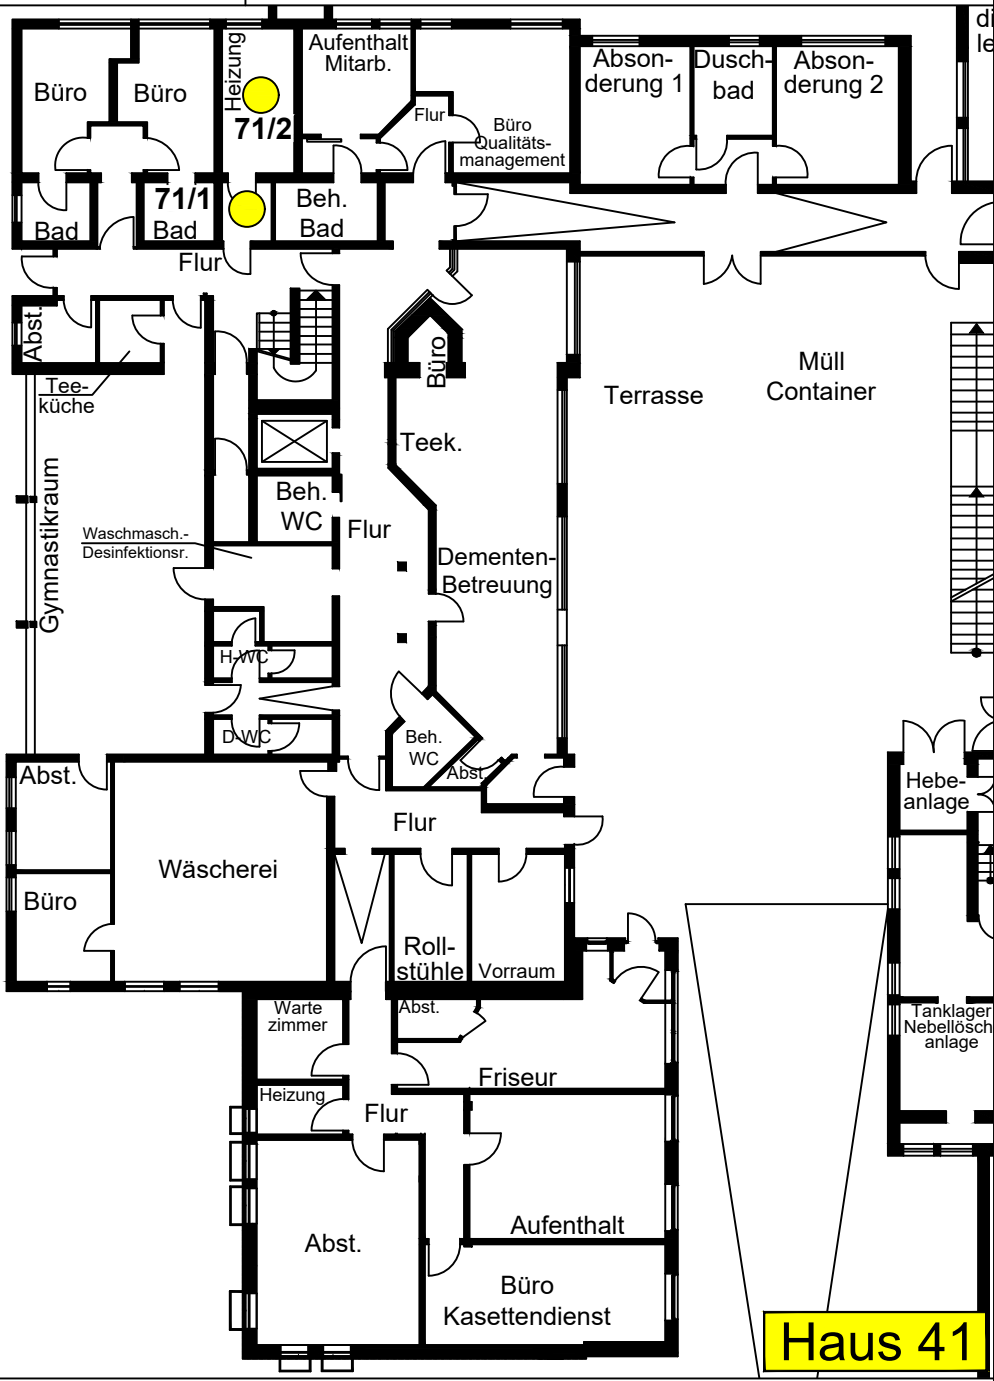 di
le
Heizung
Aufenthalt
Mitarb.
Büro
Büro
71/2
Flur
Büro
Qualitäts-
management
Abson-
derung 1
Dusch-
bad
Abson-
derung 2
71/1
Bad
Bad
Beh.
Bad
Flur
Abst.
Tee-
küche
Büro
Teek.
Terrasse
Müll
Container
Gymnastikraum
Beh.
WC
Flur
Waschmasch.-
Desinfektionsr.
Dementen-
Betreuung
H-WC
D-WC
Beh.
WC
Abst.
Abst.
Hebe-
anlage
Flur
Wäscherei
Büro
Roll-
stühle
Vorraum
Warte
zimmer
Abst.
Tanklager
Nebellösch
anlage
Friseur
Heizung
Flur
Aufenthalt
Abst.
Büro
Kasettendienst
Haus 41